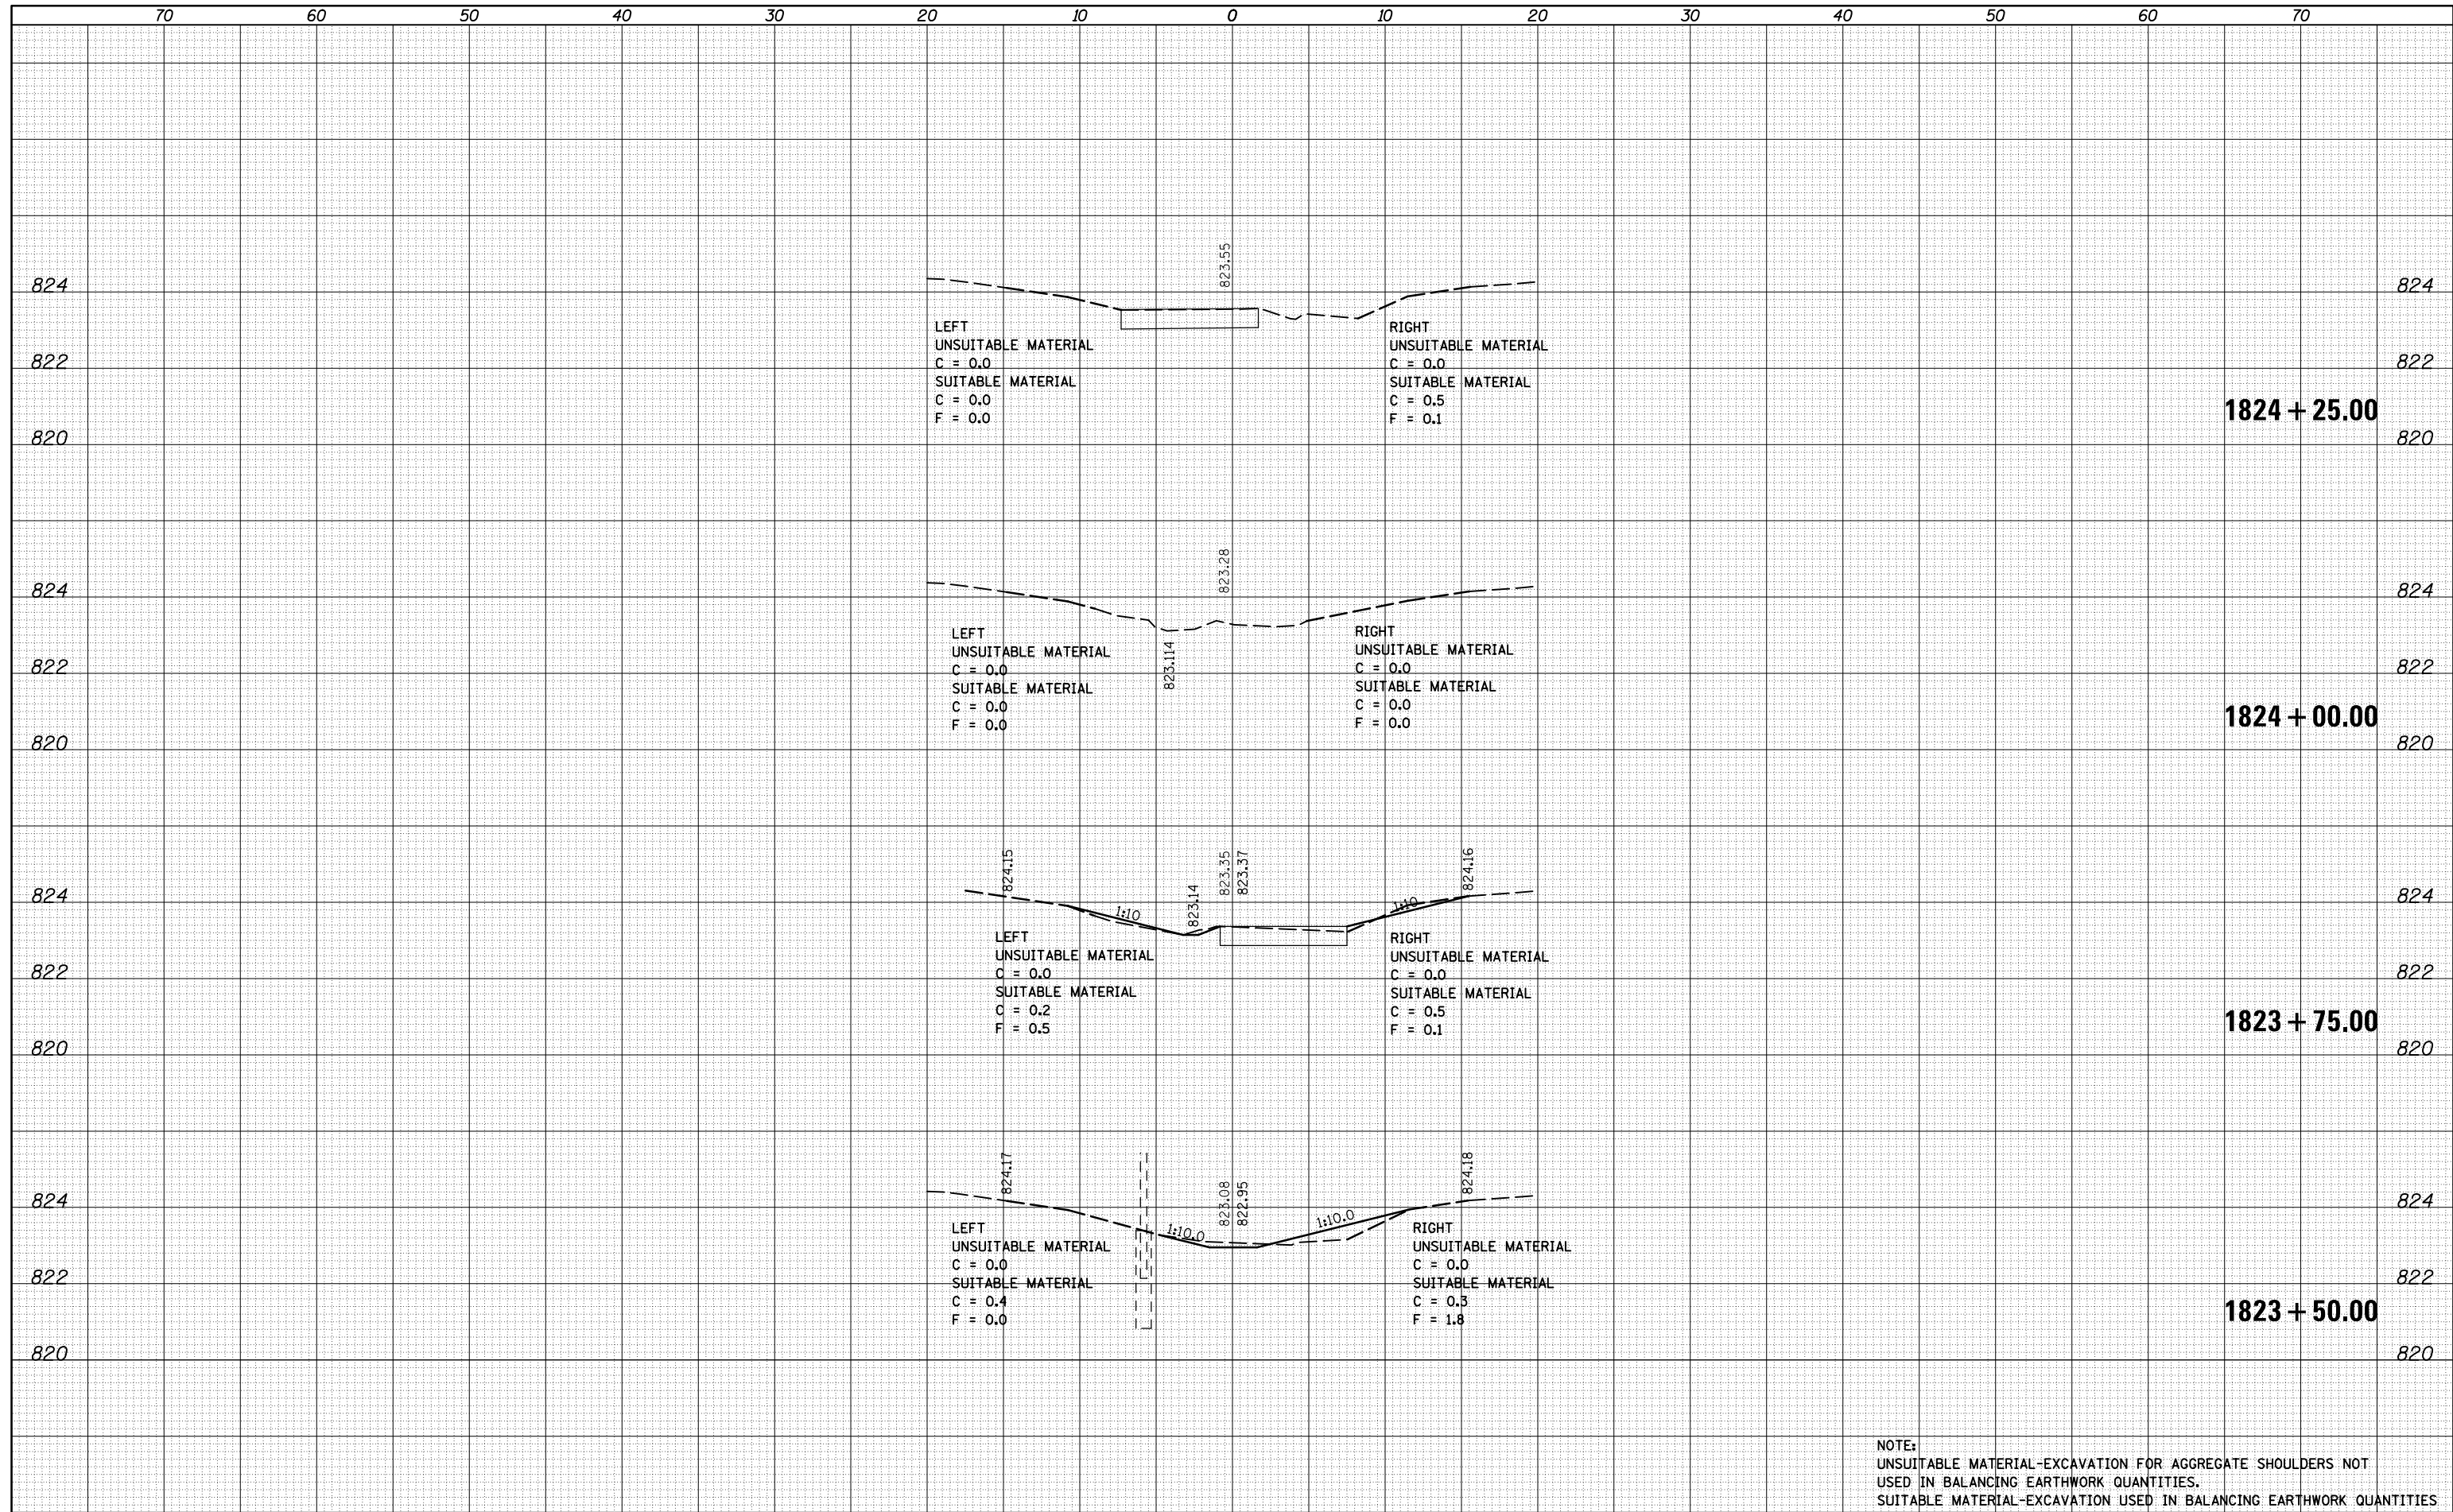 70 60 50 40 30 20 10 0 10 20 30 40 50 60 70
823.55
824 824
LEFT
UNSUITABLE MATERIAL
C = 0.0
SUITABLE MATERIAL
C = 0.0
F = 0.0
RIGHT
UNSUITABLE MATERIAL
C = 0.0
SUITABLE MATERIAL
C = 0.5
F = 0.1
822 822
1824 + 25.00
820 820
823.28
824 824
LEFT
UNSUITABLE MATERIAL
C = 0.0
SUITABLE MATERIAL
C = 0.0
F = 0.0
823.114
RIGHT
UNSUITABLE MATERIAL
C = 0.0
SUITABLE MATERIAL
C = 0.0
F = 0.0
822 822
1824 + 00.00
820 820
824.15
823.14
823.35
823.37
824.16
824 824
1:10
1:10
LEFT
UNSUITABLE MATERIAL
C = 0.0
SUITABLE MATERIAL
C = 0.2
F = 0.5
RIGHT
UNSUITABLE MATERIAL
C = 0.0
SUITABLE MATERIAL
C = 0.5
F = 0.1
822 822
1823 + 75.00
820 820
824.17
823.08
822.95
824.18
824 824
1:10.0
1:10.0
LEFT
UNSUITABLE MATERIAL
C = 0.0
SUITABLE MATERIAL
C = 0.4
F = 0.0
RIGHT
UNSUITABLE MATERIAL
C = 0.0
SUITABLE MATERIAL
C = 0.3
F = 1.8
822 822
1823 + 50.00
820 820
NOTE:
UNSUITABLE MATERIAL-EXCAVATION FOR AGGREGATE SHOULDERS NOT
USED IN BALANCING EARTHWORK QUANTITIES.
SUITABLE MATERIAL-EXCAVATION USED IN BALANCING EARTHWORK QUANTITIES